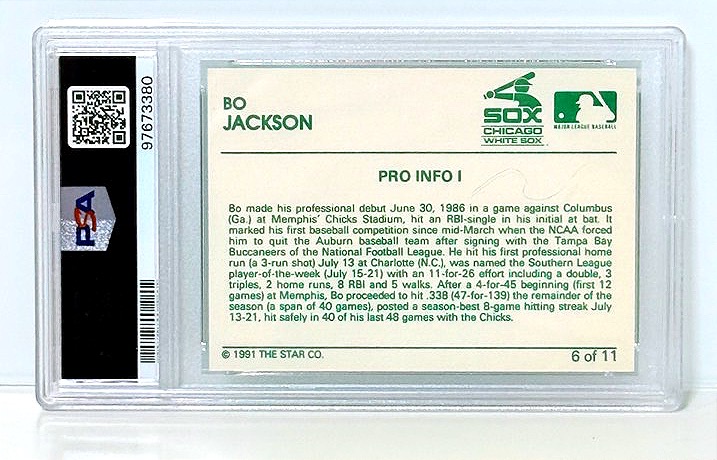 97673380
PSA
BO
JACKSON
SOX
CHICAGO
WHITE SOX
MAJOR LEAGUE BASEBALL
PRO INFO I
Bo made his professional debut June 30, 1986 in a game against Columbus
(Ga.) at Memphis' Chicks Stadium, hit an RBI-single in his initial at bat. It
marked his first baseball competition since mid-March when the NCAA forced
him to quit the Auburn baseball team after signing with the Tampa Bay
Buccaneers of the National Football League. He hit his first professional home
run (a 3-run shot) July 13 at Charlotte (N.C.), was named the Southern League
player-of-the-week (July 15-21) with an 11-for-26 effort including a double, 3
triples, 2 home runs, 8 RBI and 5 walks. After a 4-for-45 beginning (first 12
games) at Memphis, Bo proceeded to hit .338 (47-for-139) the remainder of the
season (a span of 40 games), posted a season-best 8-game hitting streak July
13-21, hit safely in 40 of his last 48 games with the Chicks.
© 1991 THE STAR CO.
6 of 11